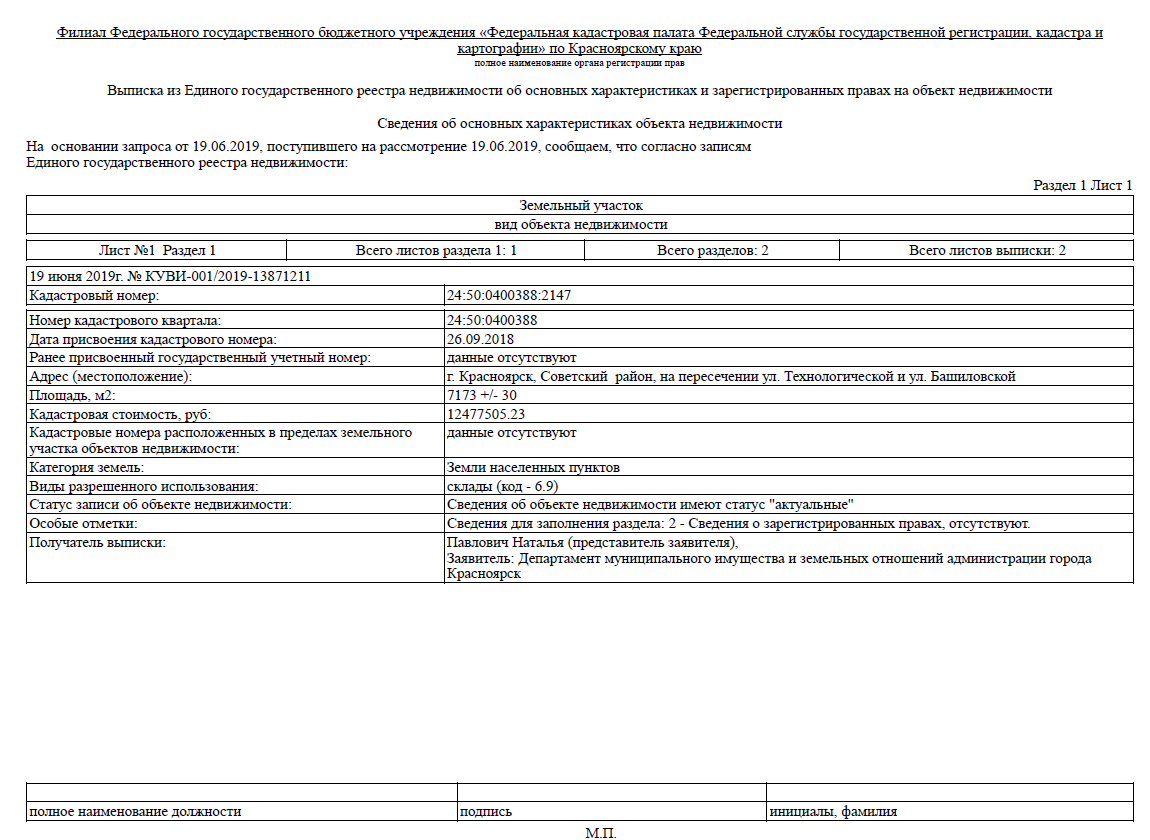 Филиал Федерального государственного бюджетного учреждения «Федеральная кадастровая палата Федеральной службы государственной регистрации, кадастра и
картографии» по Красноярскому краю
полное наименование органа регистрации прав
Выписка из Единого государственного реестра недвижимости об основных характеристиках и зарегистрированных правах на объект недвижимости
Сведения об основных характеристиках объекта недвижимости
На основании запроса от 19.06.2019, поступившего на рассмотрение 19.06.2019, сообщаем, что согласно записям
Единого государственного реестра недвижимости:
Раздел 1 Лист 1
Земельный участок
вид объекта недвижимости
Лист №1 Раздел 1 Всего листов раздела 1: 1 Всего разделов: 2 Всего листов выписки: 2
19 июня 2019г. № КУВИ-001/2019-13871211
Кадастровый номер: 24:50:0400388:2147
Номер кадастрового квартала: 24:50:0400388
Дата присвоения кадастрового номера: 26.09.2018
Ранее присвоенный государственный учетный номер: данные отсутствуют
Адрес (местоположение): г. Красноярск, Советский район, на пересечении ул. Технологической и ул. Башиловской
Площадь, м2: 7173 +/- 30
Кадастровая стоимость, руб: 12477505.23
Кадастровые номера расположенных в пределах земельного данные отсутствуют
участка объектов недвижимости:
Категория земель: Земли населенных пунктов
Виды разрешенного использования: склады (код - 6.9)
Статус записи об объекте недвижимости: Сведения об объекте недвижимости имеют статус "актуальные"
Особые отметки: Сведения для заполнения раздела: 2 - Сведения о зарегистрированных правах, отсутствуют.
Получатель выписки: Павлович Наталья (представитель заявителя),
Заявитель: Департамент муниципального имущества и земельных отношений администрации города
Красноярск
полное наименование должности подпись инициалы, фамилия
М.П.